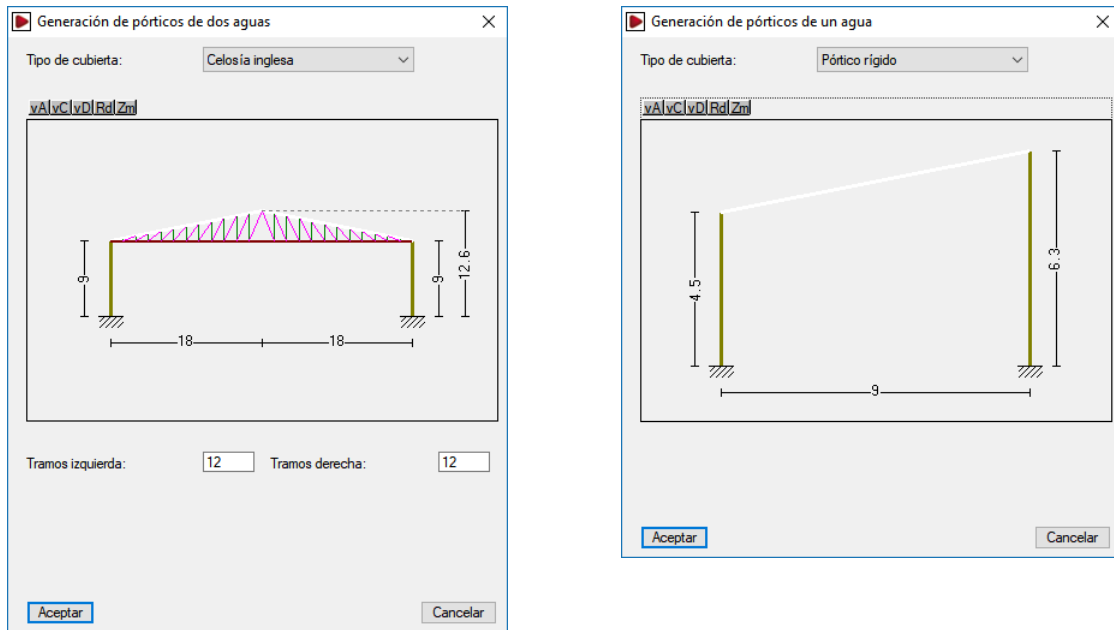 Generación de pórticos de dos aguas
Tipo de cubierta: Celosía inglesa
vA vC vD Rd Zm
9
9
12.6
18 18
Tramos izquierda: 12 Tramos derecha: 12
Aceptar Cancelar
Generación de pórticos de un agua
Tipo de cubierta: Pórtico rígido
vA vC vD Rd Zm
4.5
6.3
9
Aceptar Cancelar